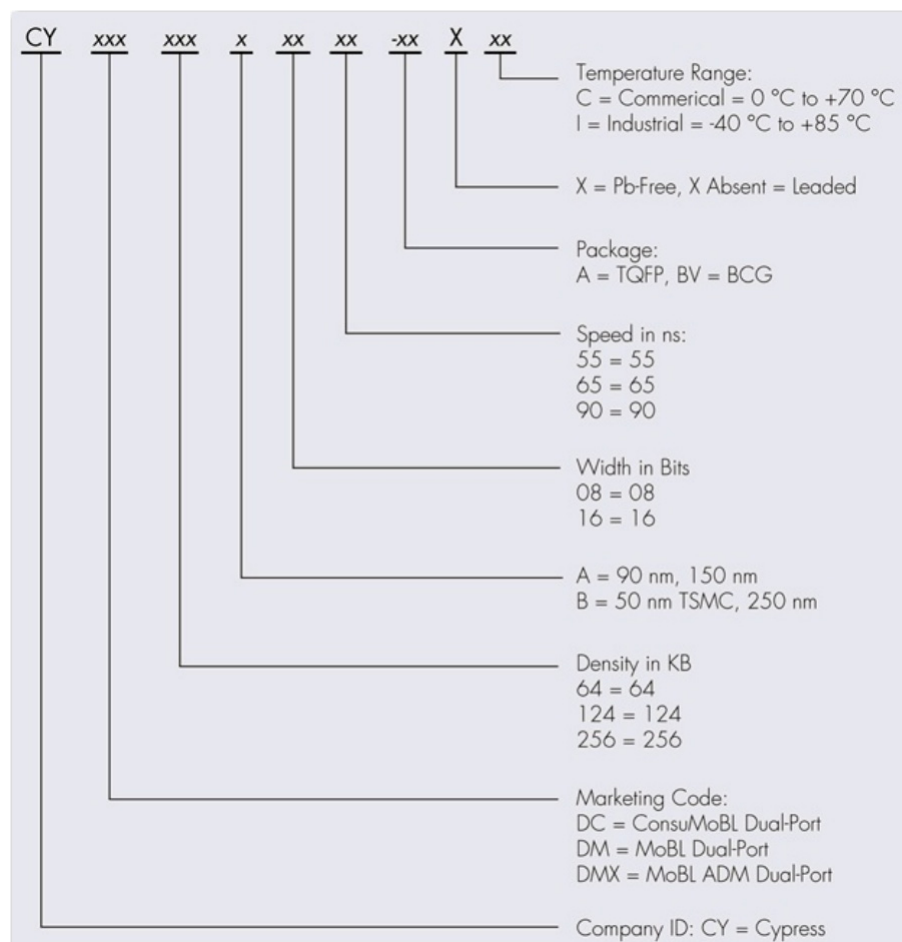 CY xxx xxx x xx xx -xx X xx
Temperature Range:
C = Commerical = 0 °C to +70 °C
I = Industrial = -40 °C to +85 °C
X = Pb-Free, X Absent = Leaded
Package:
A = TQFP, BV = BCG
Speed in ns:
55 = 55
65 = 65
90 = 90
Width in Bits
08 = 08
16 = 16
A = 90 nm, 150 nm
B = 50 nm TSMC, 250 nm
Density in KB
64 = 64
124 = 124
256 = 256
Marketing Code:
DC = ConsuMoBL Dual-Port
DM = MoBL Dual-Port
DMX = MoBL ADM Dual-Port
Company ID: CY = Cypress